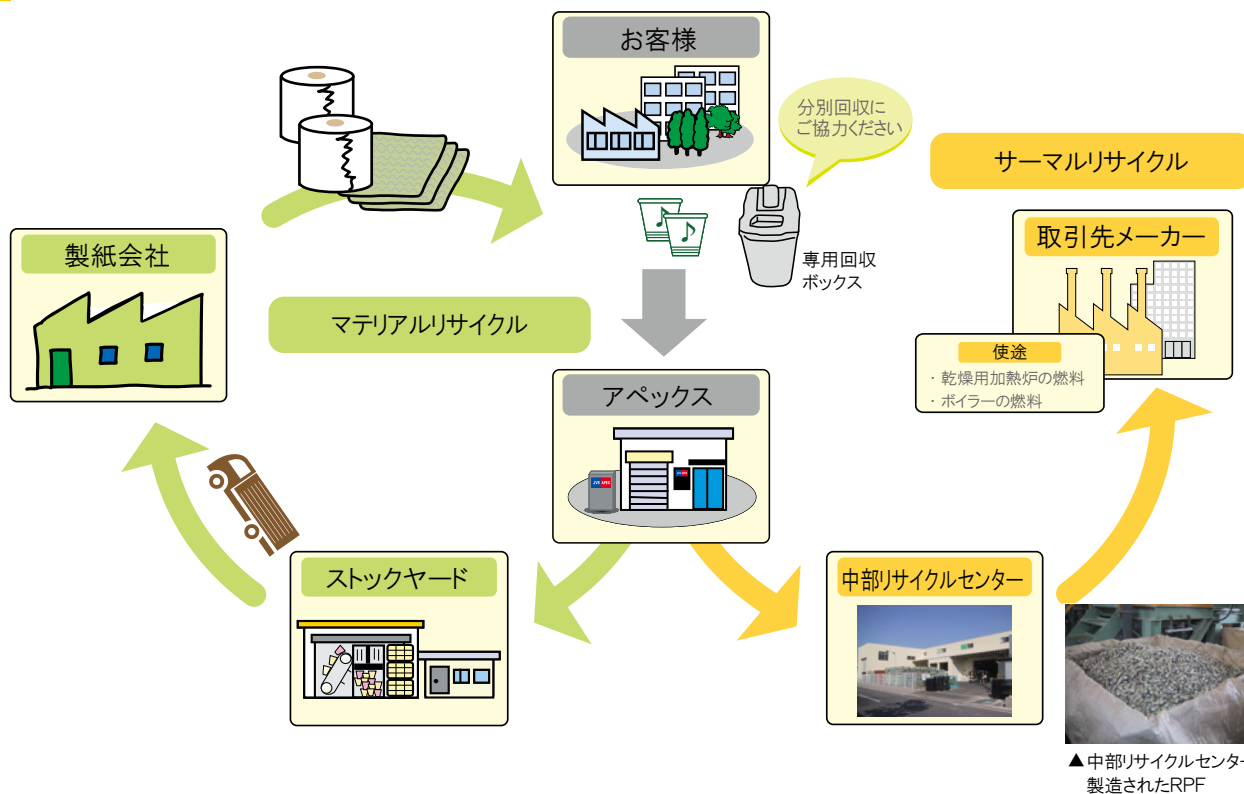 お客様
分別回収に
ご協力ください
サーマルリサイクル
製紙会社
取引先メーカー
専用回収
ボックス
マテリアルリサイクル
使途
・乾燥用加熱炉の燃料
・ボイラーの燃料
アペックス
ストックヤード
中部リサイクルセンター
▲中部リサイクルセンター
製造されたRPF